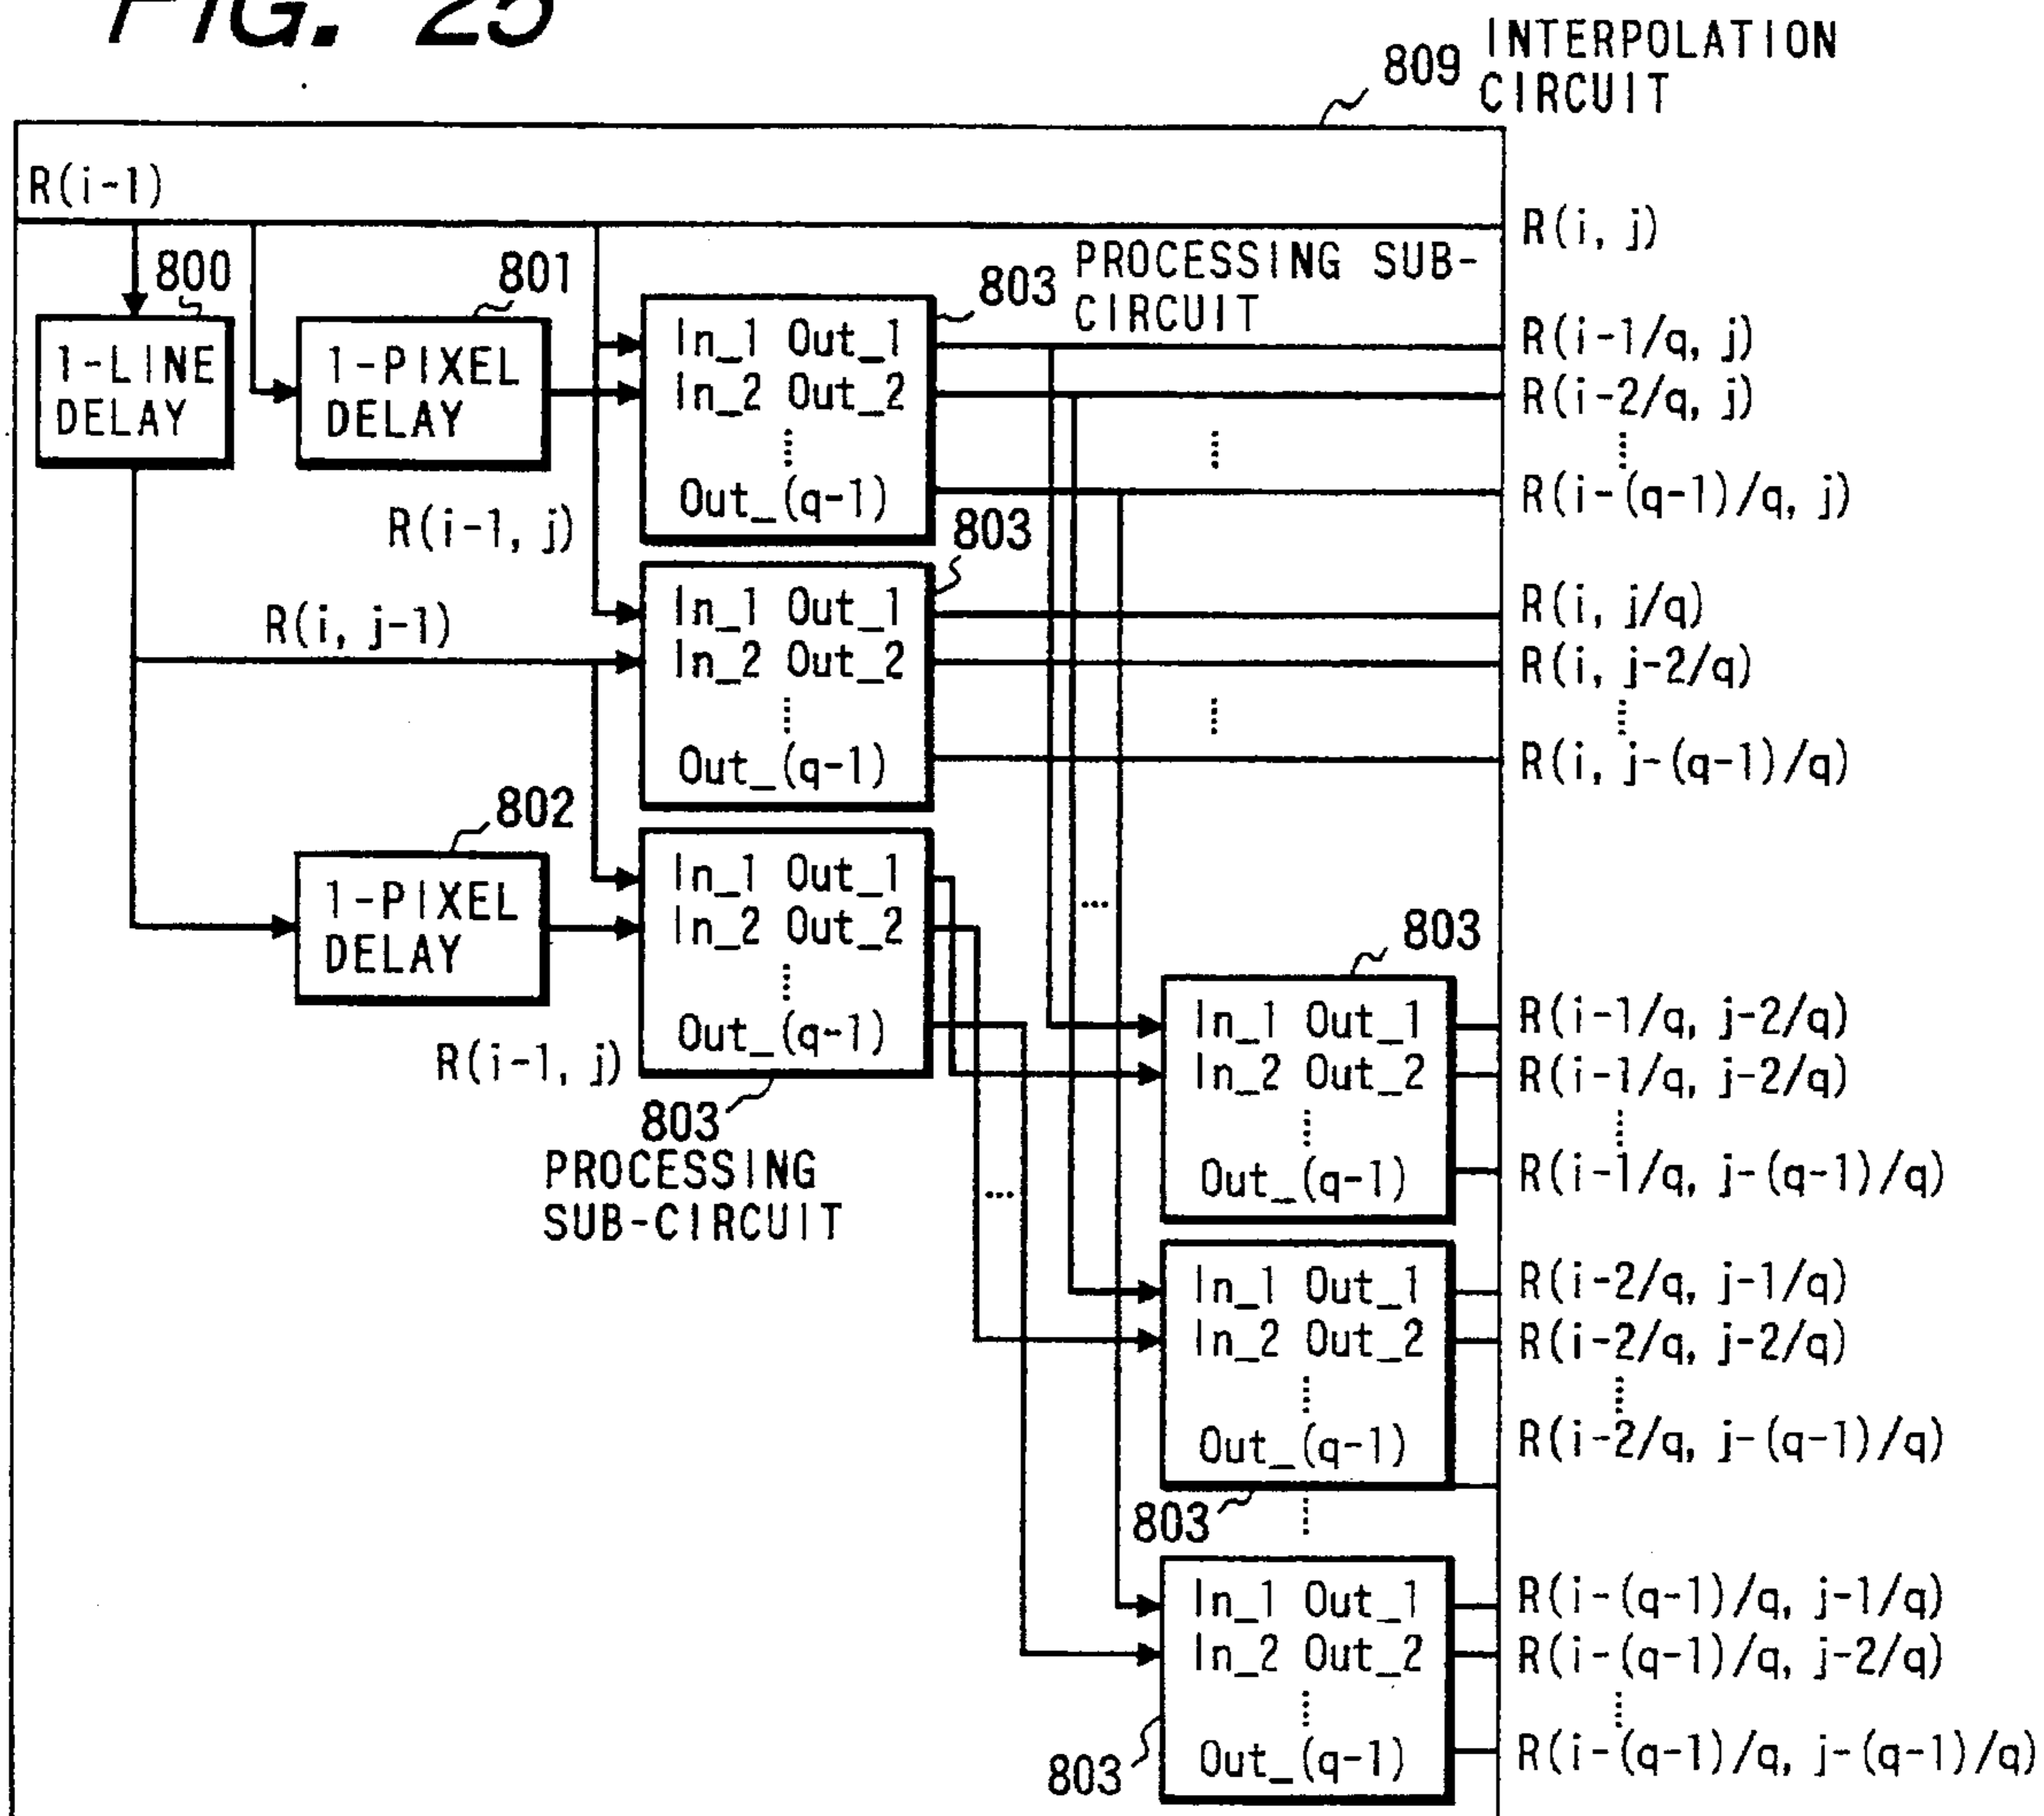 FIG. 25
809 INTERPOLATION
CIRCUIT
R(i-1)
R(i, j)
800
801
803 PROCESSING SUB-
CIRCUIT
1-LINE
DELAY
1-PIXEL
DELAY
In_1 Out_1
In_2 Out_2
Out_(q-1)
R(i-1/q, j)
R(i-2/q, j)
R(i-(q-1)/q, j)
R(i-1, j)
803
In_1 Out_1
In_2 Out_2
Out_(q-1)
R(i, j/q)
R(i, j-2/q)
R(i, j-(q-1)/q)
R(i, j-1)
802
1-PIXEL
DELAY
In_1 Out_1
In_2 Out_2
Out_(q-1)
R(i-1, j)
803
PROCESSING
SUB-CIRCUIT
...
...
803
In_1 Out_1
In_2 Out_2
Out_(q-1)
R(i-1/q, j-2/q)
R(i-1/q, j-2/q)
R(i-1/q, j-(q-1)/q)
In_1 Out_1
In_2 Out_2
Out_(q-1)
R(i-2/q, j-1/q)
R(i-2/q, j-2/q)
R(i-2/q, j-(q-1)/q)
803
In_1 Out_1
In_2 Out_2
Out_(q-1)
R(i-(q-1)/q, j-1/q)
R(i-(q-1)/q, j-2/q)
R(i-(q-1)/q, j-(q-1)/q)
803